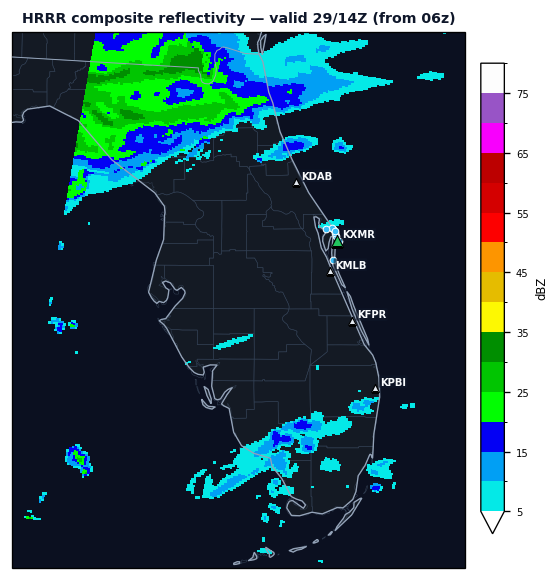 HRRR composite reflectivity — valid 29/14Z (from 06z)
KDAB
KXMR
KMLB
KFPR
KPBI
75
65
55
45
35
25
15
5
dBZ